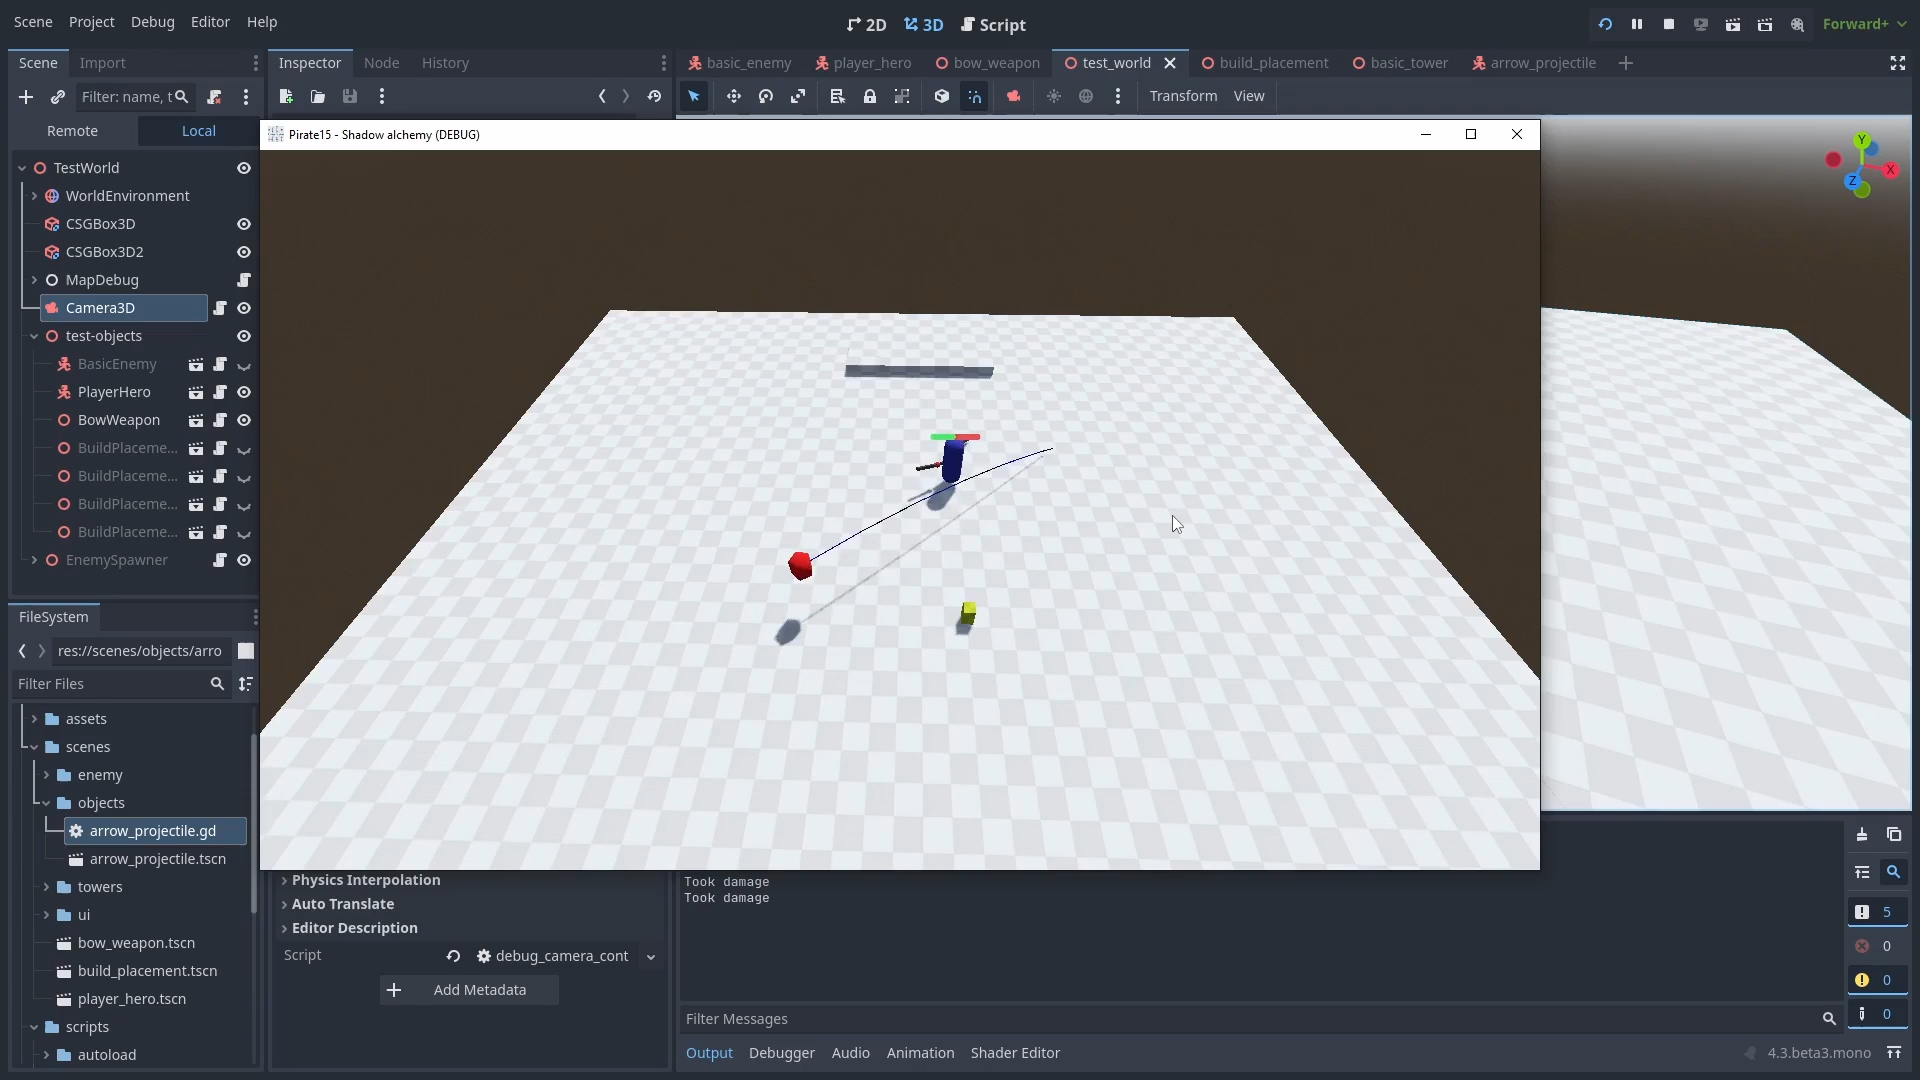 Scene Project Debug Editor Help
2D 3D Script
Forward+
Scene Import
Inspector Node History
basic_enemy player_hero bow_weapon test_world build_placement basic_tower arrow_projectile
Filter: name, t
Transform View
Remote Local
Pirate15 - Shadow alchemy (DEBUG)
Y
X
Z
TestWorld
WorldEnvironment
CSGBox3D
CSGBox3D2
MapDebug
Camera3D
test-objects
BasicEnemy
PlayerHero
BowWeapon
BuildPlaceme...
BuildPlaceme...
BuildPlaceme...
BuildPlaceme...
EnemySpawner
FileSystem
res://scenes/objects/arro
Filter Files
assets
scenes
enemy
objects
arrow_projectile.gd
arrow_projectile.tscn
towers
ui
bow_weapon.tscn
build_placement.tscn
player_hero.tscn
scripts
autoload
Physics Interpolation
Auto Translate
Editor Description
Script debug_camera_cont
Add Metadata
Took damage
Took damage
5
0
0
0
Filter Messages
Output Debugger Audio Animation Shader Editor
4.3.beta3.mono